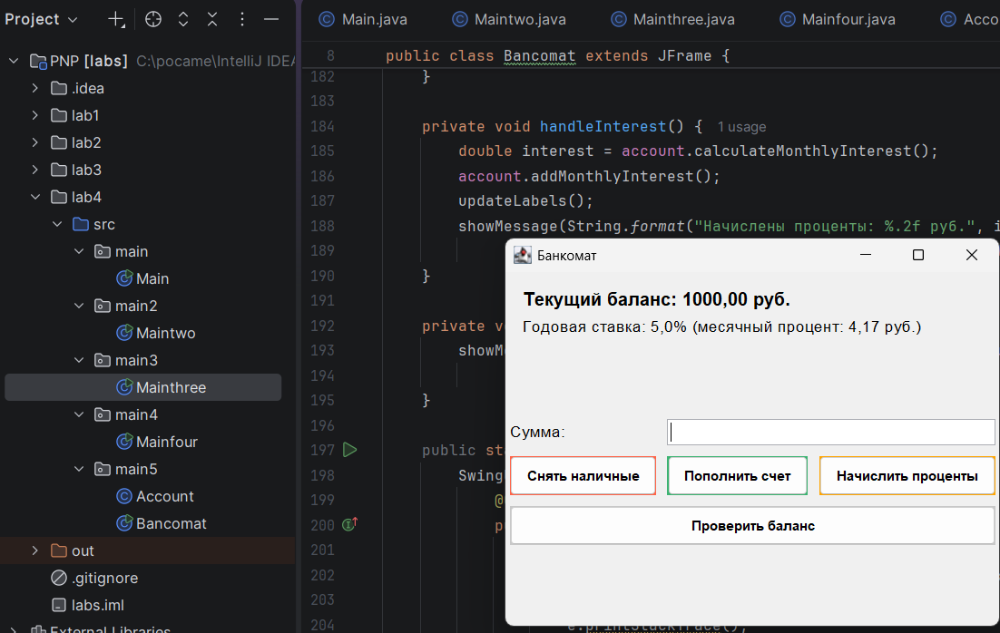 Project
PNP [labs] C:\pocame\IntelliJ IDEA
.idea
lab1
lab2
lab3
lab4
src
main
Main
main2
Maintwo
main3
Mainthree
main4
Mainfour
main5
Account
Bancomat
out
.gitignore
labs.iml
External Libraries
Main.java Maintwo.java Mainthree.java Mainfour.java Acco
8 public class Bancomat extends JFrame {
182 }
183
184 private void handleInterest() { 1 usage
185 double interest = account.calculateMonthlyInterest();
186 account.addMonthlyInterest();
187 updateLabels();
188 showMessage(String.format("Начислены проценты: %.2f руб.", i
189
190 }
191
192 private v
193 showM
194
195 }
196
197 public st
198 Swing
199 @
200 p
201
202
203
204 e.printStackTrace();
Банкомат
Текущий баланс: 1000,00 руб.
Годовая ставка: 5,0% (месячный процент: 4,17 руб.)
Сумма:
Снять наличные Пополнить счет Начислить проценты
Проверить баланс